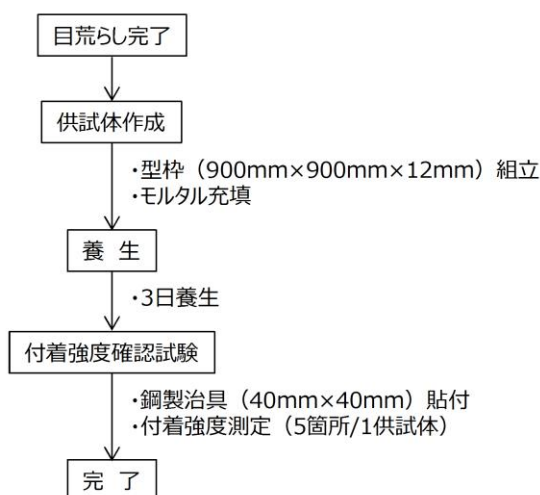 目荒らし完了
供試体作成
・型枠（900mm×900mm×12mm）組立
・モルタル充填
養 生
・3日養生
付着強度確認試験
・鋼製治具（40mm×40mm）貼付
・付着強度測定（5箇所/1供試体）
完 了